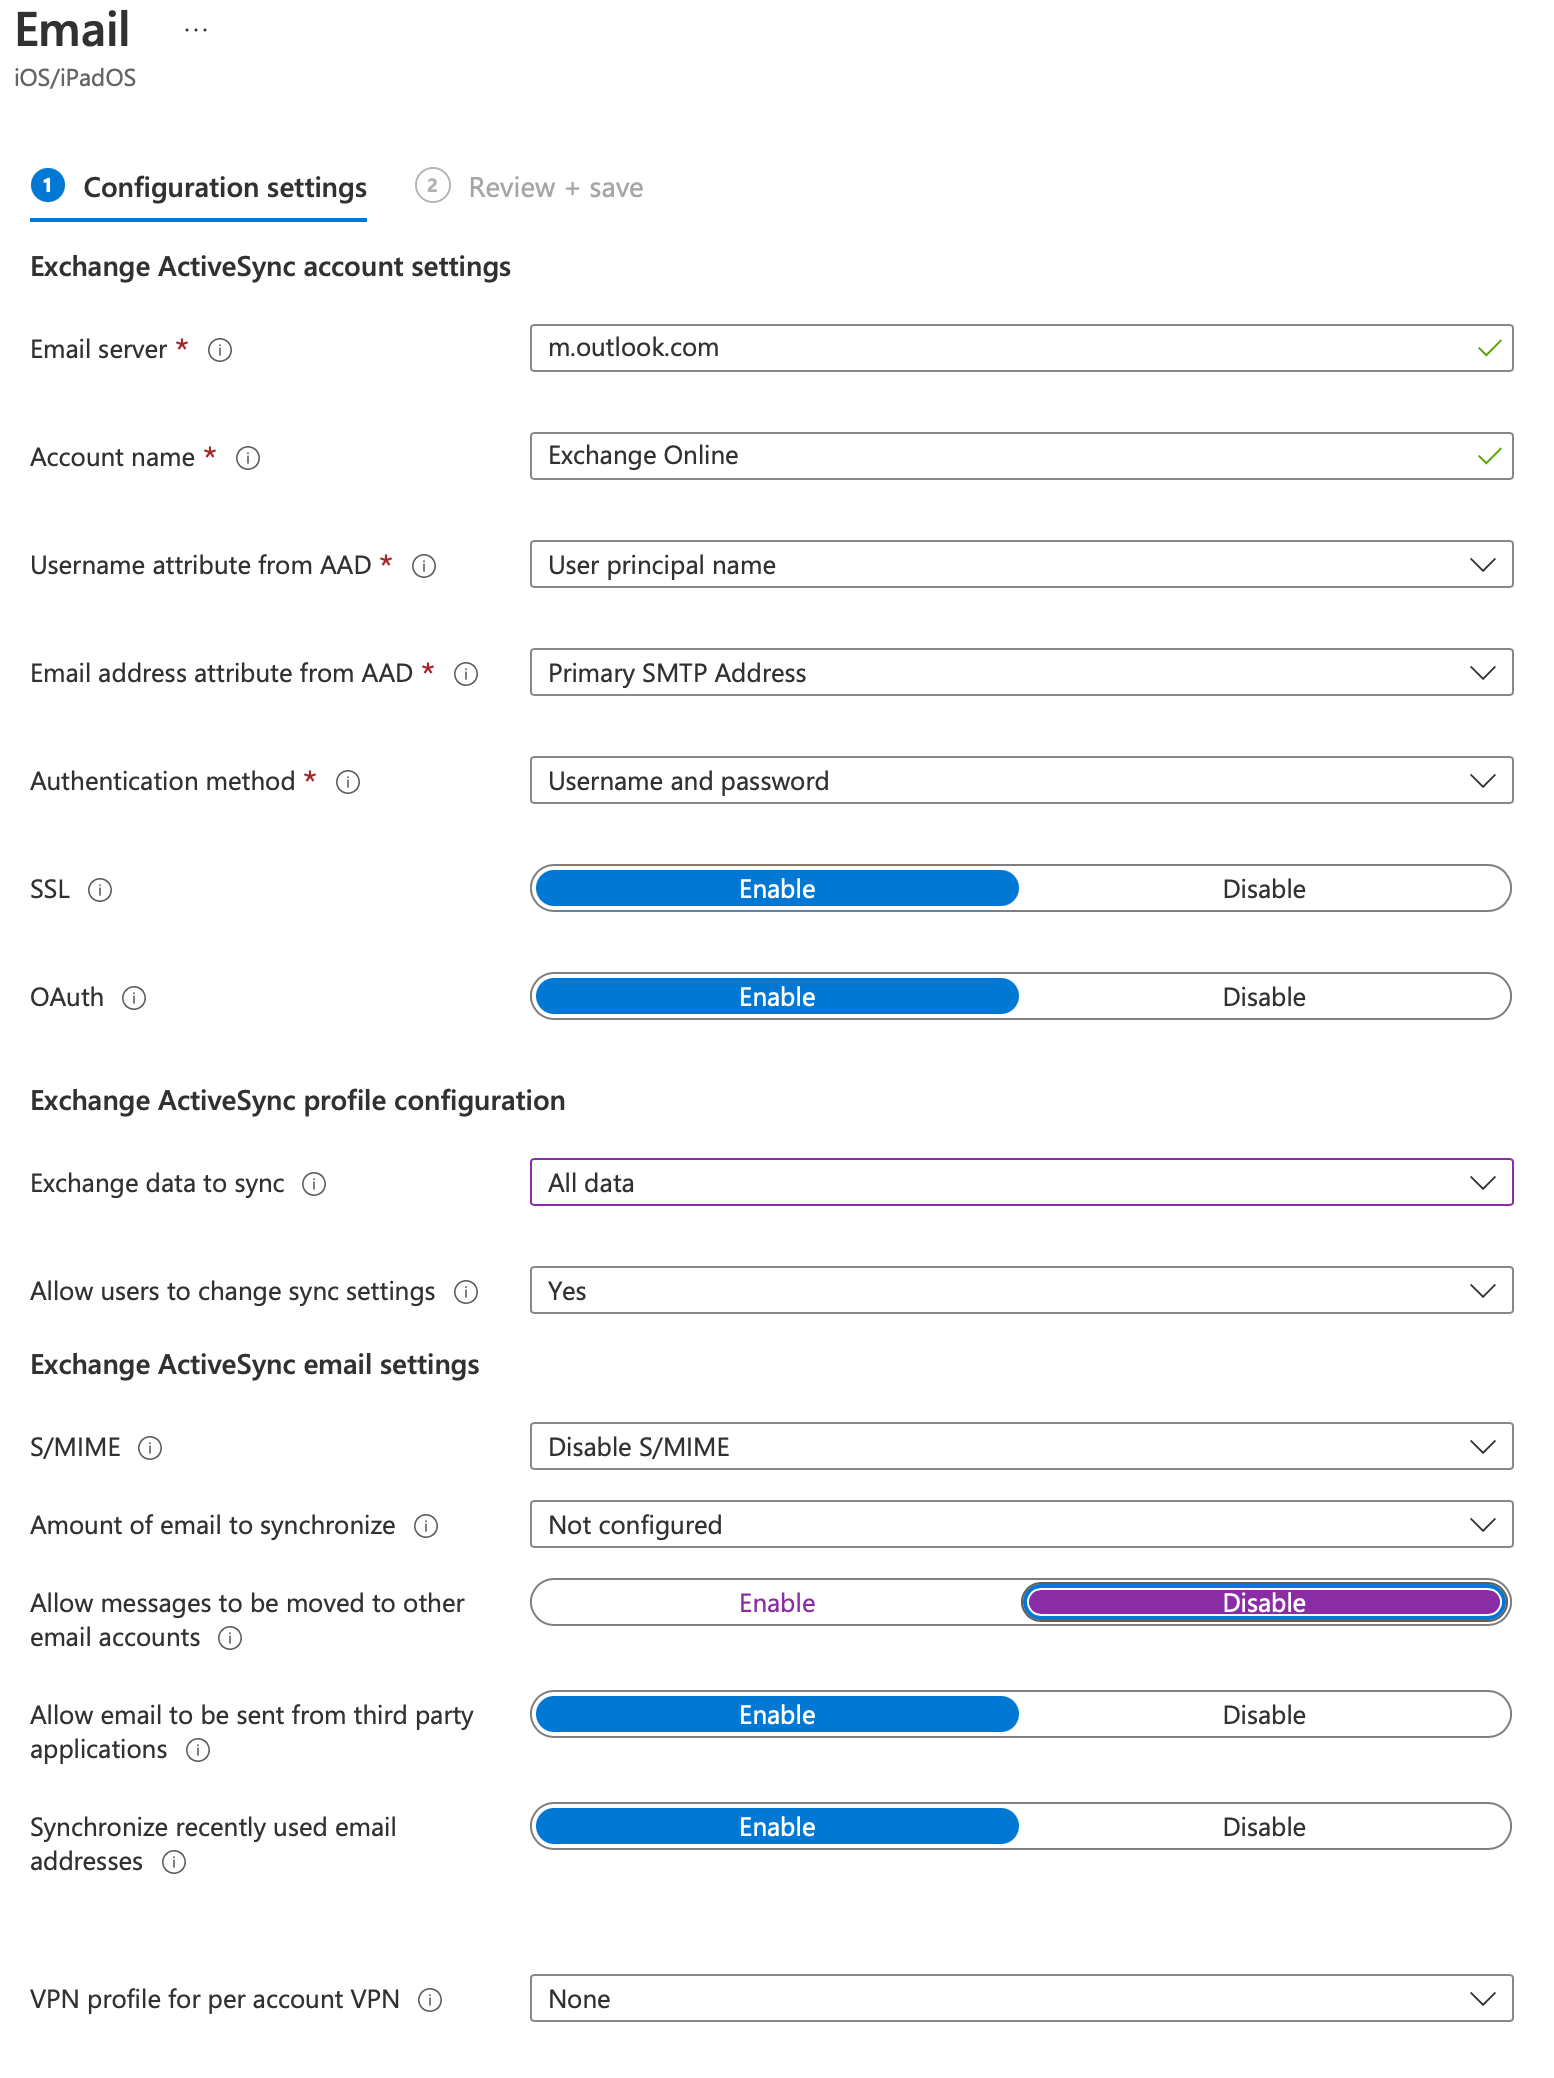 Email ...
iOS/iPadOS
1 Configuration settings 2 Review + save
Exchange ActiveSync account settings
Email server * m.outlook.com
Account name * Exchange Online
Username attribute from AAD * User principal name
Email address attribute from AAD * Primary SMTP Address
Authentication method * Username and password
SSL Enable Disable
OAuth Enable Disable
Exchange ActiveSync profile configuration
Exchange data to sync All data
Allow users to change sync settings Yes
Exchange ActiveSync email settings
S/MIME Disable S/MIME
Amount of email to synchronize Not configured
Allow messages to be moved to other
email accounts
Enable Disable
Allow email to be sent from third party
applications
Enable Disable
Synchronize recently used email
addresses
Enable Disable
VPN profile for per account VPN None